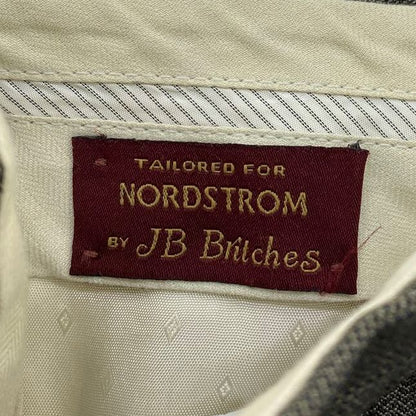 TAILORED FOR
NORDSTROM
BY JB Britches